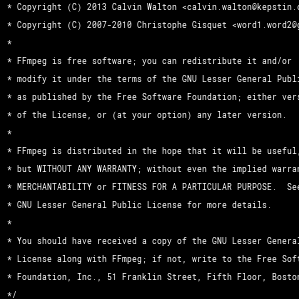 * Copyright (C) 2013 Calvin Walton <calvin.walton@kepstin.c
* Copyright (C) 2007-2010 Christophe Gisquet <word1.word2@g
*
* FFmpeg is free software; you can redistribute it and/or
* modify it under the terms of the GNU Lesser General Publi
* as published by the Free Software Foundation; either vers
* of the License, or (at your option) any later version.
*
* FFmpeg is distributed in the hope that it will be useful,
* but WITHOUT ANY WARRANTY; without even the implied warran
* MERCHANTABILITY or FITNESS FOR A PARTICULAR PURPOSE.  See
* GNU Lesser General Public License for more details.
*
* You should have received a copy of the GNU Lesser General
* License along with FFmpeg; if not, write to the Free Soft
* Foundation, Inc., 51 Franklin Street, Fifth Floor, Boston
*/